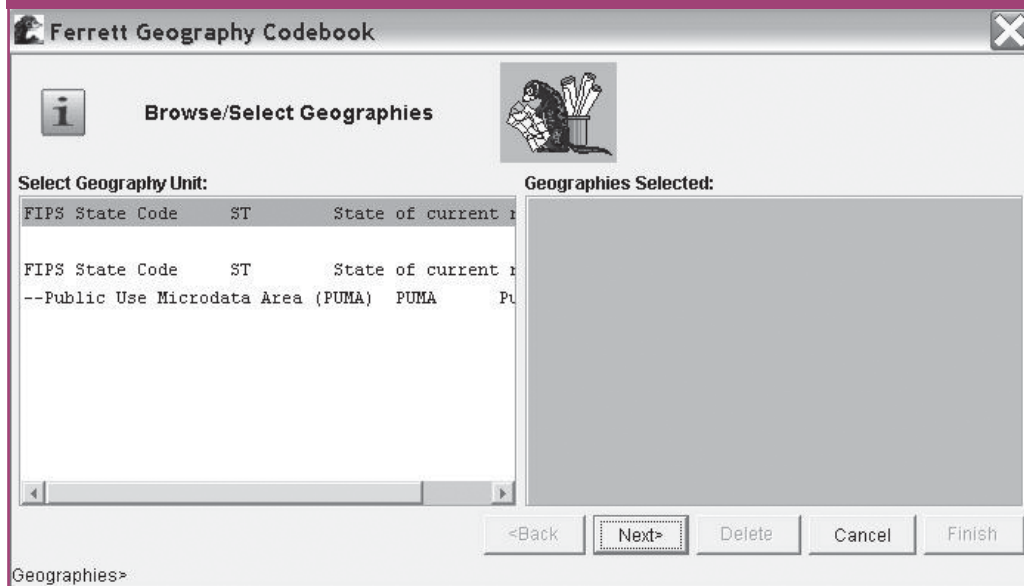 Ferrett Geography Codebook
i
Browse/Select Geographies
Select Geography Unit:
Geographies Selected:
FIPS State Code ST State of current
FIPS State Code ST State of current
--Public Use Microdata Area (PUMA) PUMA
<Back Next> Delete Cancel Finish
Geographies>